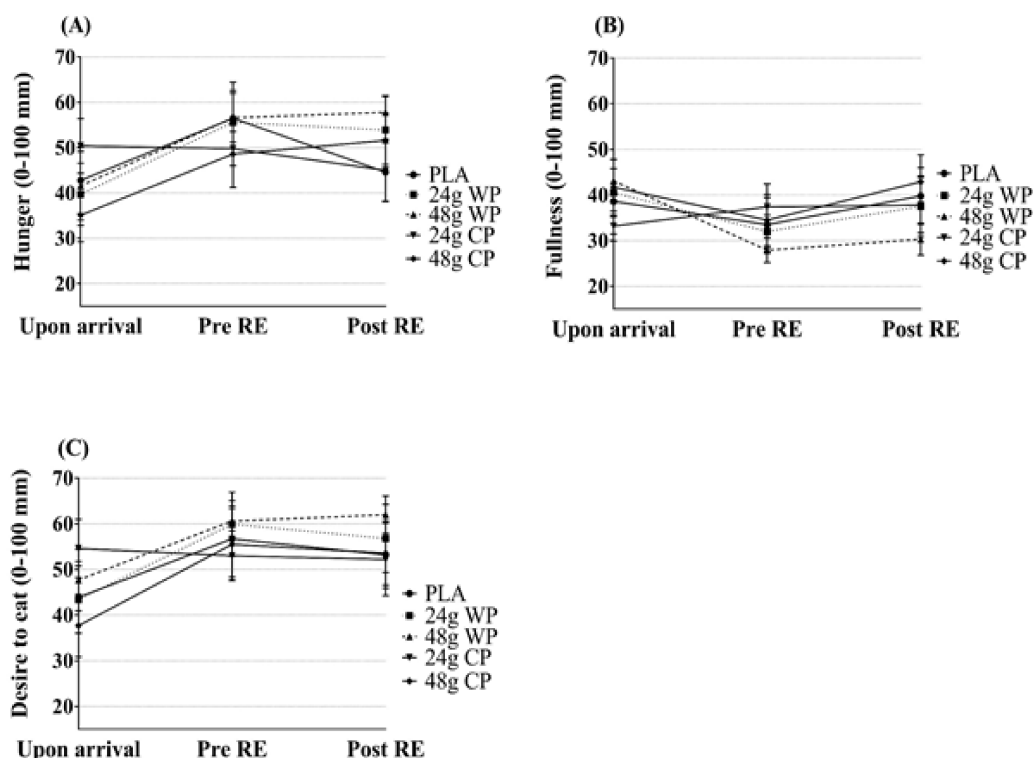 (A)
Hunger (0-100 mm)
70
60
50
40
30
20
Upon arrival Pre RE Post RE
PLA
24g WP
48g WP
24g CP
48g CP
(B)
Fullness (0-100 mm)
70
60
50
40
30
20
Upon arrival Pre RE Post RE
PLA
24g WP
48g WP
24g CP
48g CP
(C)
Desire to eat (0-100 mm)
70
60
50
40
30
20
Upon arrival Pre RE Post RE
PLA
24g WP
48g WP
24g CP
48g CP